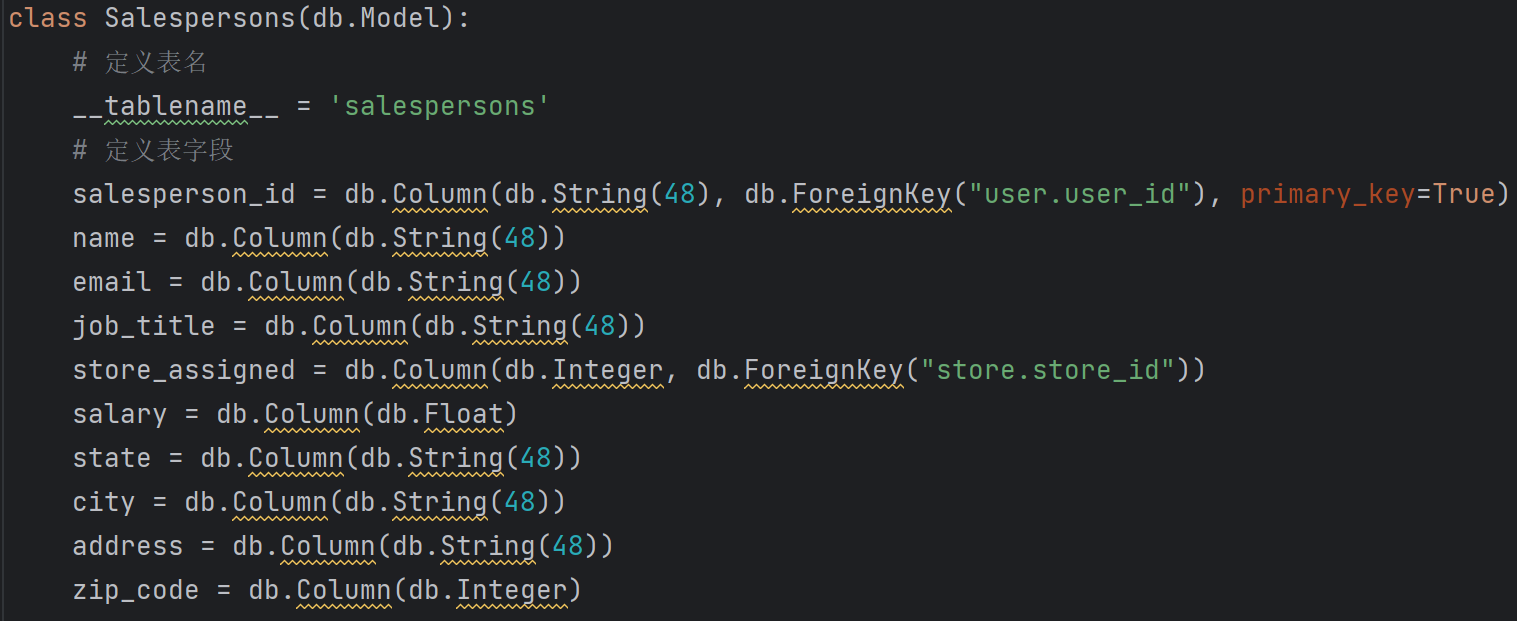 class Salespersons(db.Model):
    # 定义表名
    __tablename__ = 'salespersons'
    # 定义表字段
    salesperson_id = db.Column(db.String(48), db.ForeignKey("user.user_id"), primary_key=True)
    name = db.Column(db.String(48))
    email = db.Column(db.String(48))
    job_title = db.Column(db.String(48))
    store_assigned = db.Column(db.Integer, db.ForeignKey("store.store_id"))
    salary = db.Column(db.Float)
    state = db.Column(db.String(48))
    city = db.Column(db.String(48))
    address = db.Column(db.String(48))
    zip_code = db.Column(db.Integer)